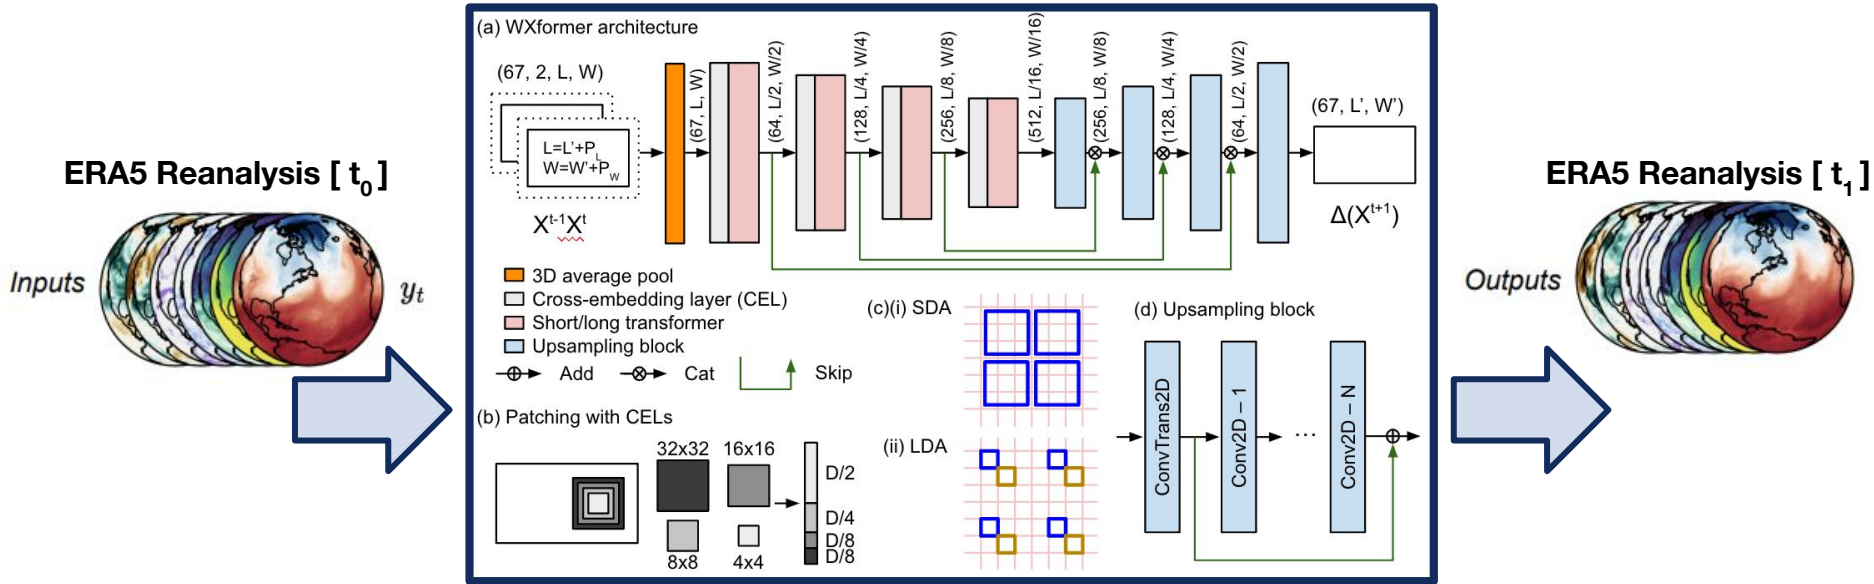 ERA5 Reanalysis [ t0 ]
Inputs
yt
(a) WXformer architecture
(67, 2, L, W)
L=L'+PL
W=W'+PW
Xt-1Xt
(67, L, W)
(64, L/2, W/2)
(128, L/4, W/4)
(256, L/8, W/8)
(512, L/16, W/16)
(256, L/8, W/8)
(128, L/4, W/4)
(64, L/2, W/2)
(67, L', W')
Δ(Xt+1)
3D average pool
Cross-embedding layer (CEL)
Short/long transformer
Upsampling block
Add
Cat
Skip
(b) Patching with CELs
32x32
16x16
8x8
4x4
D/2
D/4
D/8
D/8
(c)(i) SDA
(ii) LDA
(d) Upsampling block
ConvTrans2D
Conv2D – 1
...
Conv2D – N
ERA5 Reanalysis [ t1 ]
Outputs